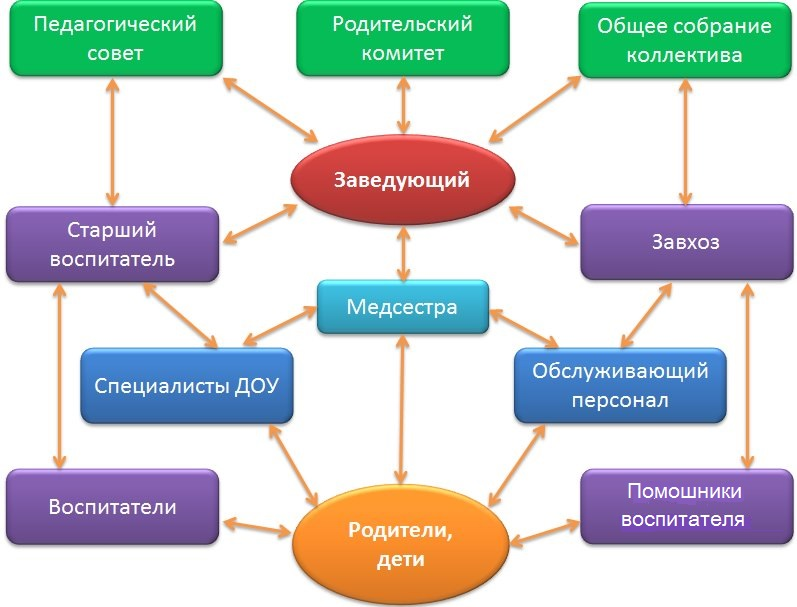 Педагогический
совет
Родительский
комитет
Общее собрание
коллектива
Заведующий
Старший
воспитатель
Завхоз
Медсестра
Специалисты ДОУ
Обслуживающий
персонал
Воспитатели
Родители,
дети
Помошники
воспитателя